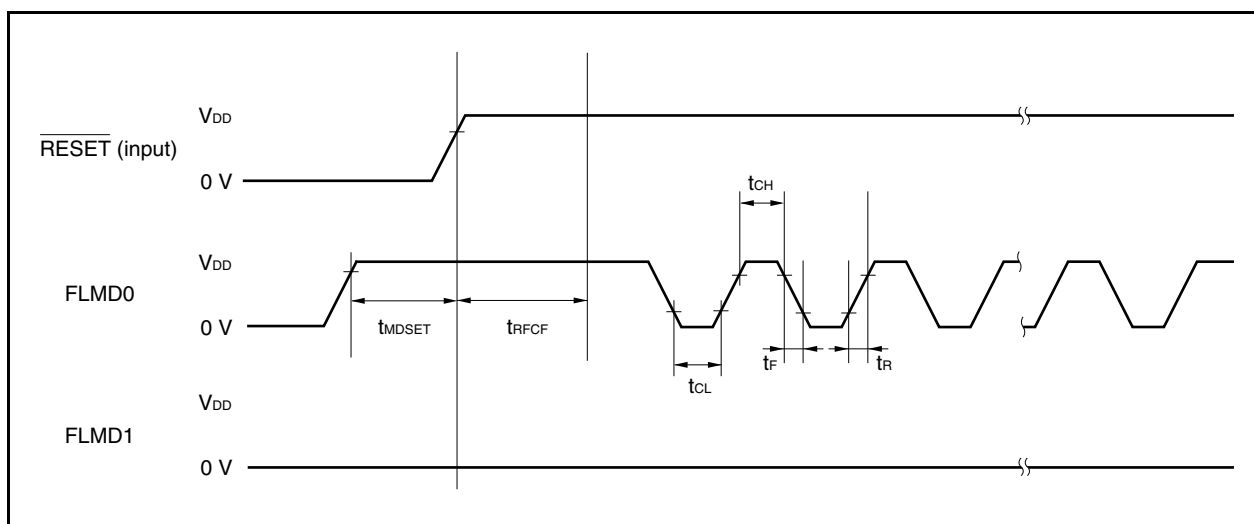 VDD
RESET (input)
0 V
tCH
VDD
FLMD0
0 V
tMDSET
tRFCF
tF
tR
tCL
VDD
FLMD1
0 V